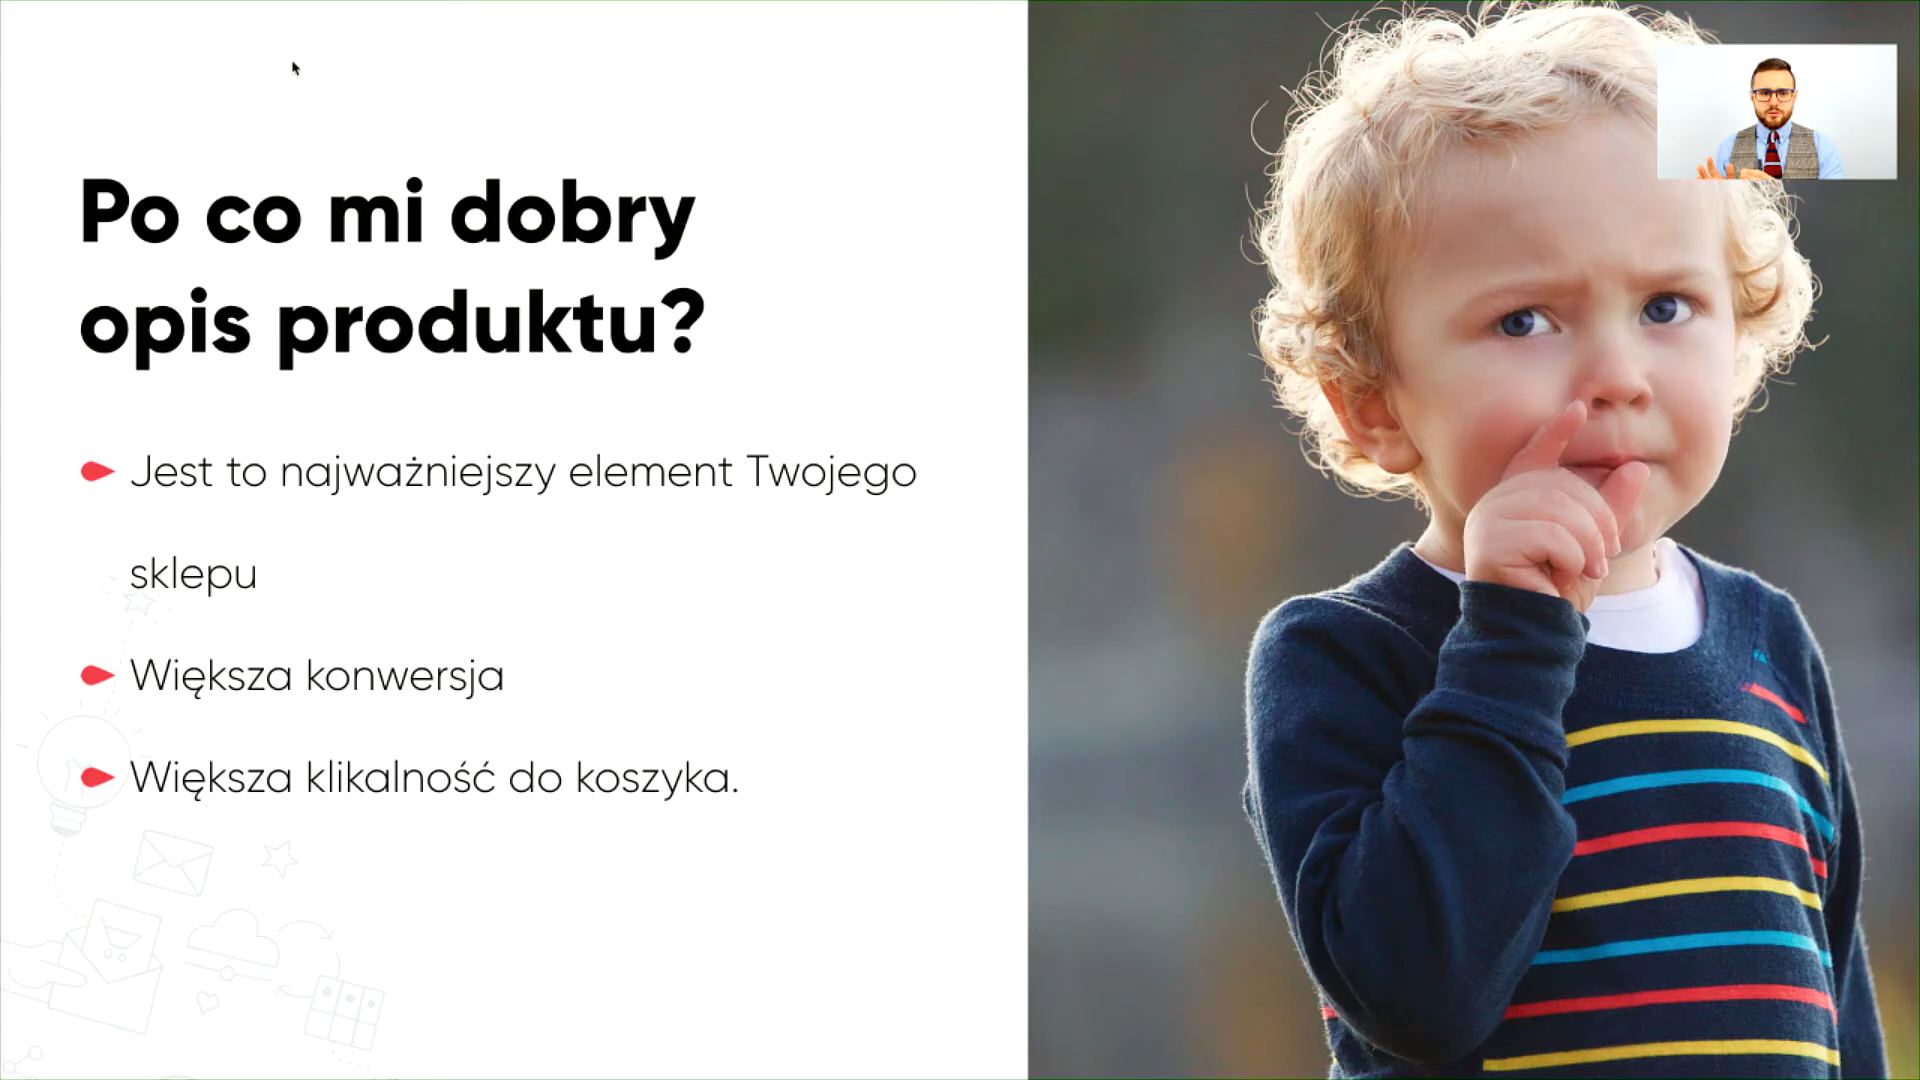 Po co mi dobry
opis produktu?
Jest to najważniejszy element Twojego
sklepu
Większa konwersja
Większa klikalność do koszyka.